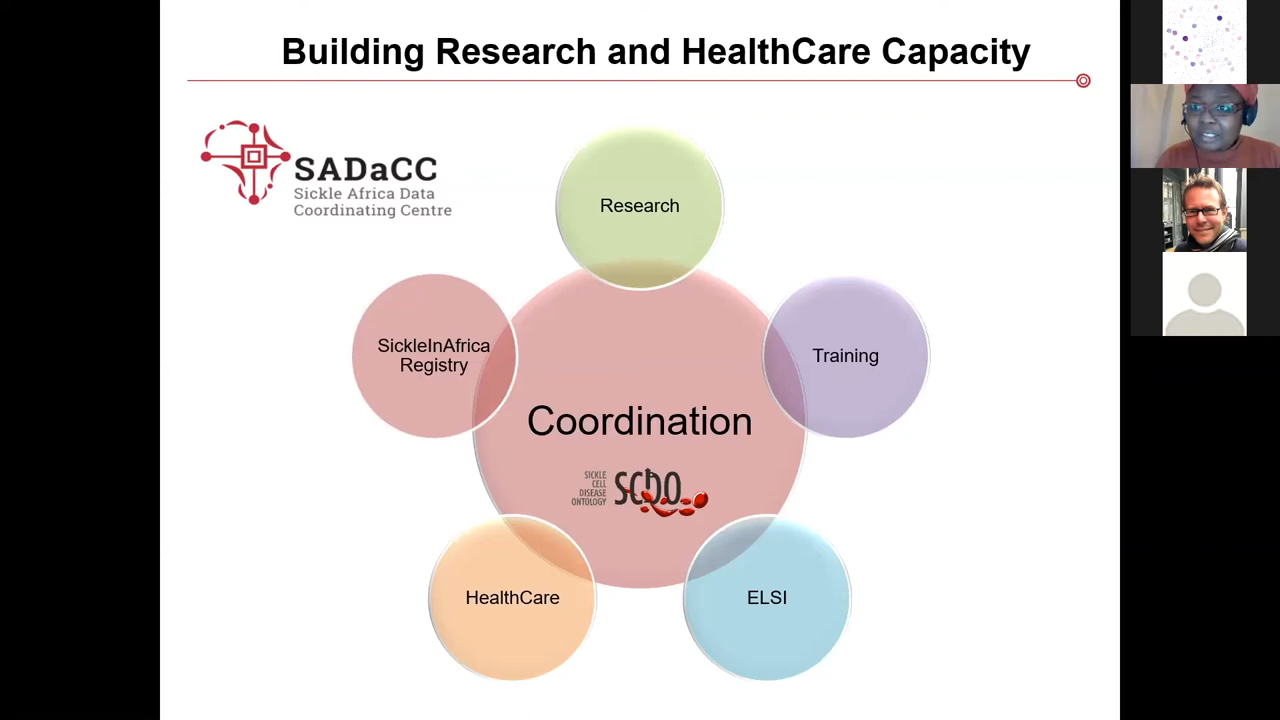 Building Research and HealthCare Capacity
SADaCC
Sickle Africa Data
Coordinating Centre
Research
SickleInAfrica
Registry
Training
Coordination
SICKLE
CELL
DISEASE
ONTOLOGY
SCDO
HealthCare
ELSI